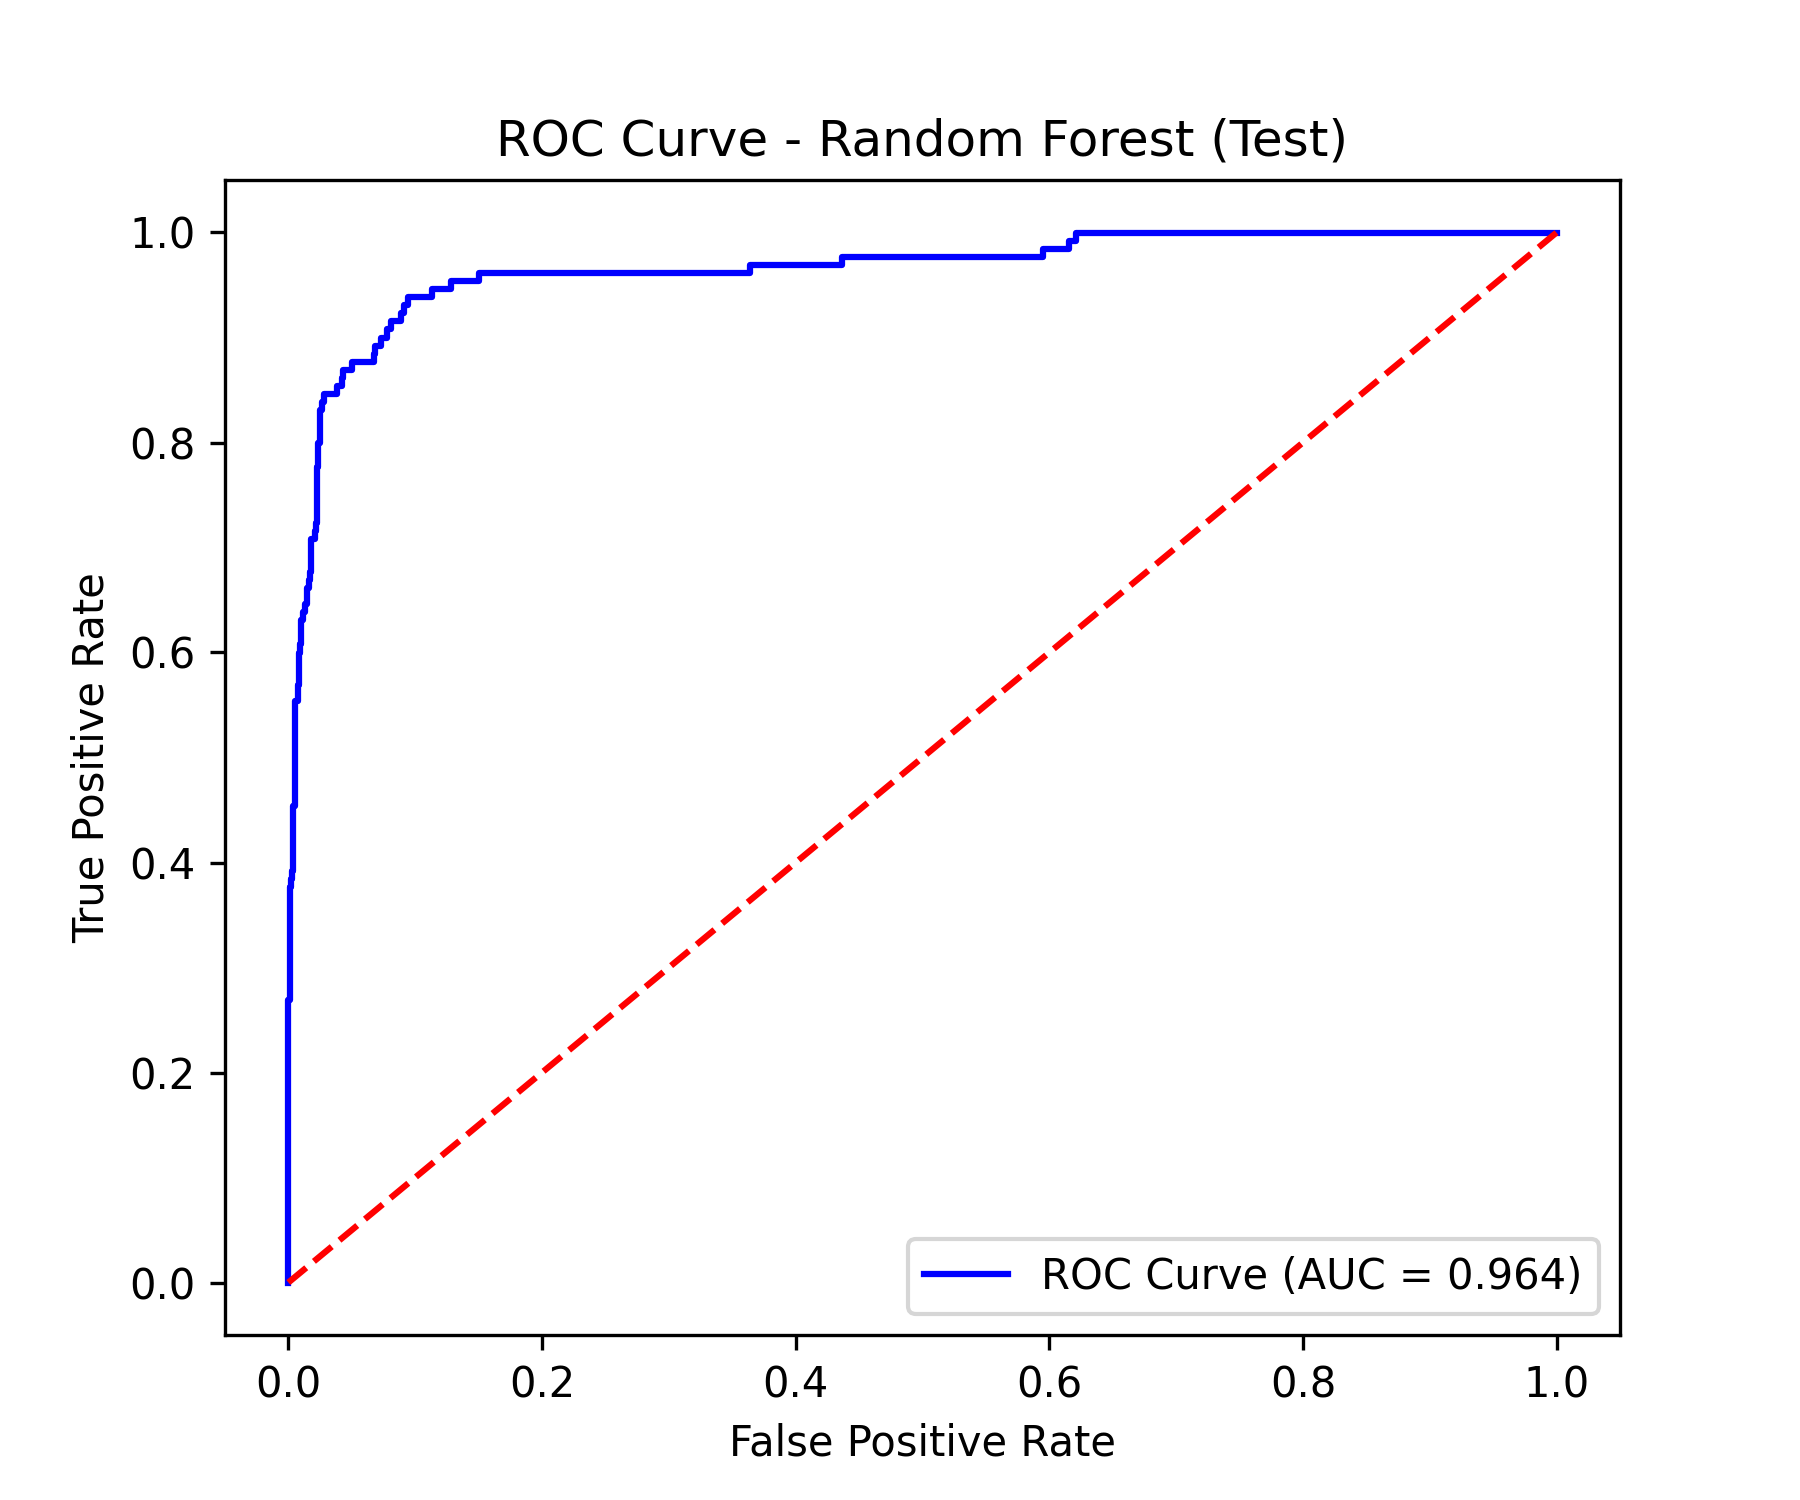 ROC Curve - Random Forest (Test)
1.0
0.8
0.6
0.4
0.2
0.0
True Positive Rate
ROC Curve (AUC = 0.964)
0.0 0.2 0.4 0.6 0.8 1.0
False Positive Rate